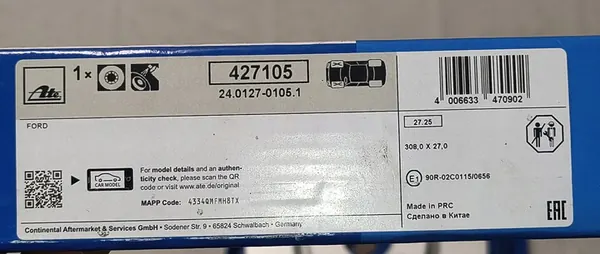 Ate
1×
427105
24.0127-0105.1
4 006633 470902
FORD
27.25
308,0 X 27,0
CAR MODEL
For model details and an authen-
ticity check, please scan the QR
code or visit www.ate.de/original
MAPP Code: 4334QMFMH8TX
E1 90R-02C0115/0656
Made in PRC
Сделано в Китае
EAC
Continental Aftermarket & Services GmbH • Sodener Str. 9 • 65824 Schwalbach • Germany